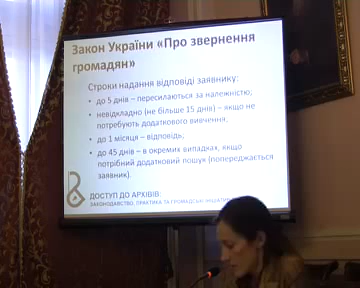 Закон України «Про звернення
громадян»
Строки надання відповіді заявнику:
• до 5 днів – пересилаються за належністю;
• невідкладно (не більше 15 днів) – якщо не
потребують додаткового вивчення;
• до 1 місяця – відповідь;
• до 45 днів – в окремих випадках, якщо
потрібний додатковий пошук (попереджається
заявник).
ДОСТУП ДО АРХІВІВ:
ЗАКОНОДАВСТВО, ПРАКТИКА ТА ГРОМАДСЬКІ ІНІЦІАТИВИ